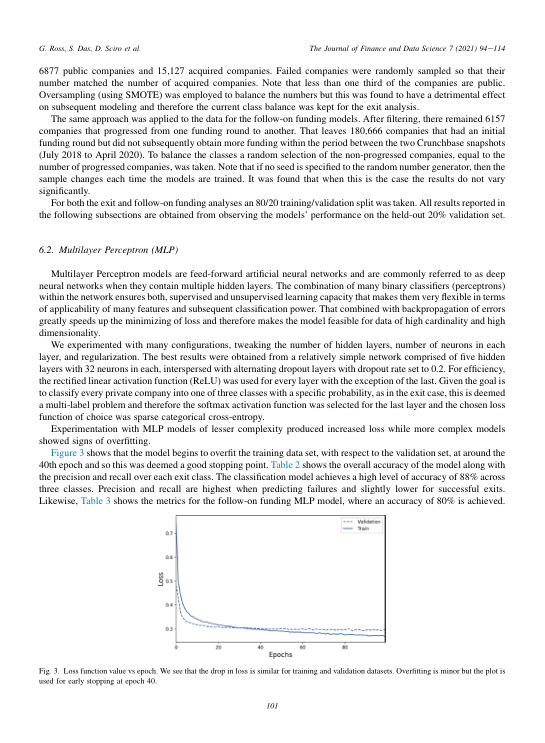 G. Ross, S. Das, D. Sciro et al.
The Journal of Finance and Data Science 7 (2021) 94–114
6877 public companies and 15,127 acquired companies. Failed companies were randomly sampled so that their
number matched the number of acquired companies. Note that less than one third of the companies are public.
Oversampling (using SMOTE) was employed to balance the numbers but this was found to have a detrimental effect
on subsequent modeling and therefore the current class balance was kept for the exit analysis.
The same approach was applied to the data for the follow-on funding models. After filtering, there remained 6157
companies that progressed from one funding round to another. That leaves 180,666 companies that had an initial
funding round but did not subsequently obtain more funding within the period between the two Crunchbase snapshots
(July 2018 to April 2020). To balance the classes a random selection of the non-progressed companies, equal to the
number of progressed companies, was taken. Note that if no seed is specified to the random number generator, then the
sample changes each time the models are trained. It was found that when this is the case the results do not vary
significantly.
For both the exit and follow-on funding analyses an 80/20 training/validation split was taken. All results reported in
the following subsections are obtained from observing the models' performance on the held-out 20% validation set.
6.2. Multilayer Perceptron (MLP)
Multilayer Perceptron models are feed-forward artificial neural networks and are commonly referred to as deep
neural networks when they contain multiple hidden layers. The combination of many binary classifiers (perceptrons)
within the network ensures both, supervised and unsupervised learning capacity that makes them very flexible in terms
of applicability of many features and subsequent classification power. That combined with backpropagation of errors
greatly speeds up the minimizing of loss and therefore makes the model feasible for data of high cardinality and high
dimensionality.
We experimented with many configurations, tweaking the number of hidden layers, number of neurons in each
layer, and regularization. The best results were obtained from a relatively simple network comprised of five hidden
layers with 32 neurons in each, interspersed with alternating dropout layers with dropout rate set to 0.2. For efficiency,
the rectified linear activation function (ReLU) was used for every layer with the exception of the last. Given the goal is
to classify every private company into one of three classes with a specific probability, as in the exit case, this is deemed
a multi-label problem and therefore the softmax activation function was selected for the last layer and the chosen loss
function of choice was sparse categorical cross-entropy.
Experimentation with MLP models of lesser complexity produced increased loss while more complex models
showed signs of overfitting.
Figure 3 shows that the model begins to overfit the training data set, with respect to the validation set, at around the
40th epoch and so this was deemed a good stopping point. Table 2 shows the overall accuracy of the model along with
the precision and recall over each exit class. The classification model achieves a high level of accuracy of 88% across
three classes. Precision and recall are highest when predicting failures and slightly lower for successful exits.
Likewise, Table 3 shows the metrics for the follow-on funding MLP model, where an accuracy of 80% is achieved.
Validation
Train
0.7
0.6
0.5
0.4
0.3
Loss
0 20 40 60 80
Epochs
Fig. 3. Loss function value vs epoch. We see that the drop in loss is similar for training and validation datasets. Overfitting is minor but the plot is
used for early stopping at epoch 40.
101